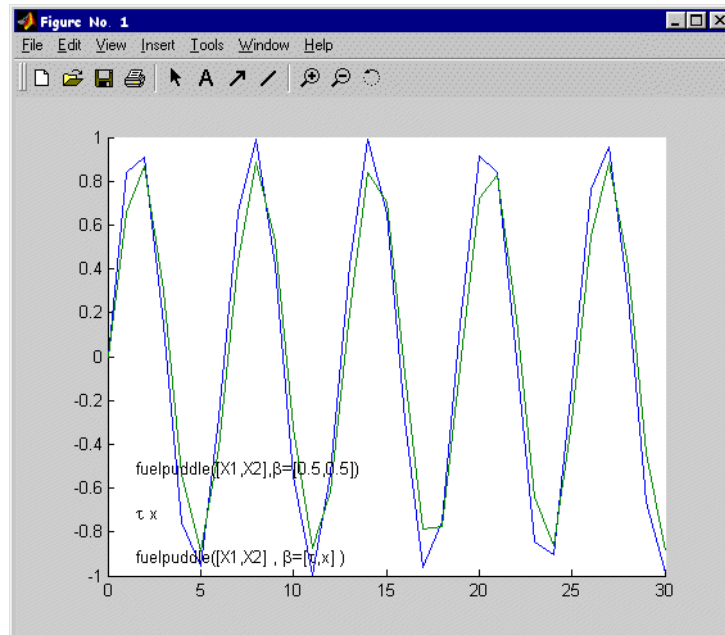 Figure No. 1
File Edit View Insert Tools Window Help
A
1
0.8
0.6
0.4
0.2
0
-0.2
-0.4
-0.6
-0.8
-1
fuelpuddle([X1,X2],β=[0.5,0.5])
τ x
fuelpuddle([X1,X2] , β=[τ,x] )
0 5 10 15 20 25 30